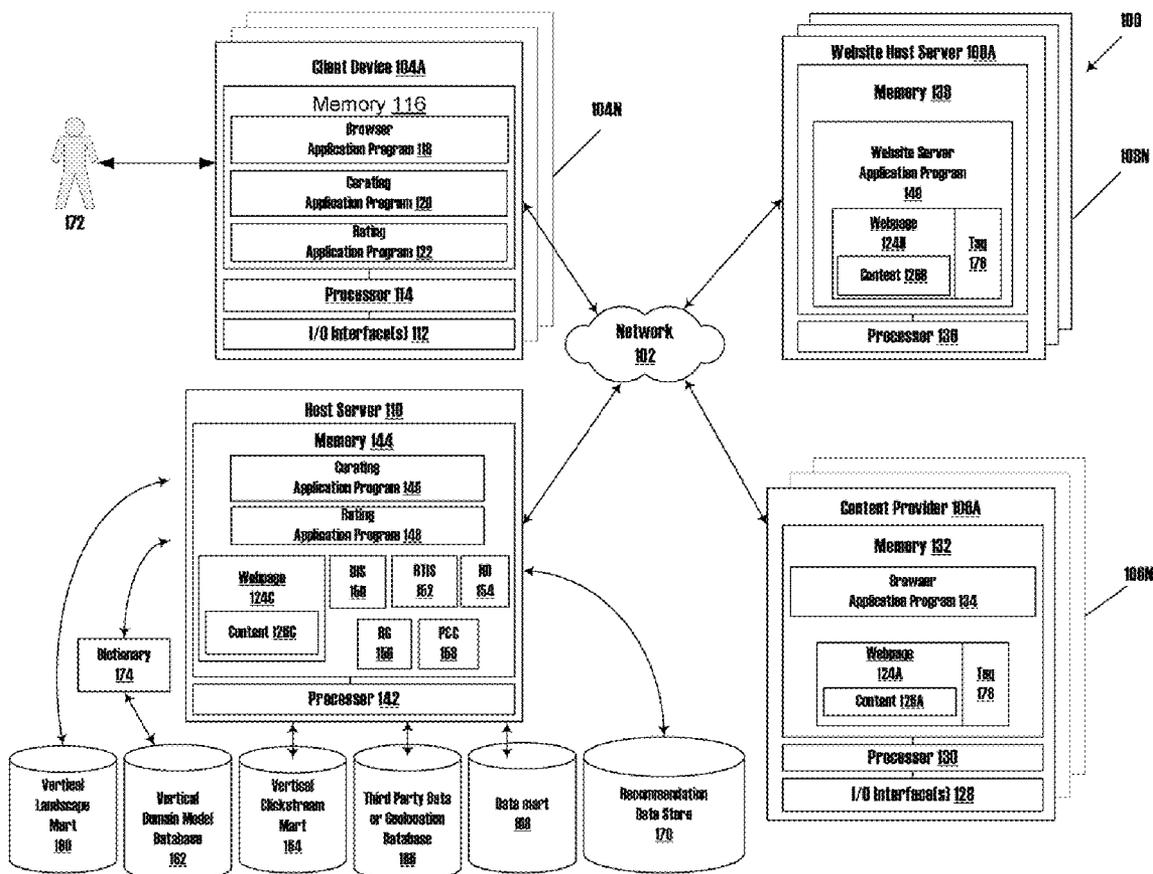 100
Client Device 104A
Memory 116
Browser
Application Program 118
Curating
Application Program 120
Rating
Application Program 122
Processor 114
I/O Interface(s) 112
104N
172
Website Host Server 108A
Memory 138
Website Server
Application Program
140
Webpage
124B
Content 126B
Tag
178
Processor 136
108N
Network
102
Host Server 110
Memory 144
Curating
Application Program 146
Rating
Application Program 148
Webpage
124C
Content 126C
150
RTIS
152
154
RG
156
158
Processor 142
Dictionary
174
Content Provider 106A
Memory 132
Browser
Application Program 134
Webpage
124A
Content 126A
Tag
178
Processor 130
I/O Interface(s) 128
106N
Vertical
Landscape
Mart
160
Vertical
Domain Model
Database
162
Vertical
Clickstream
Mart
164
Third Party Data
or Geolocation
Database
166
Data mart
168
Recommendation
Data Store
170